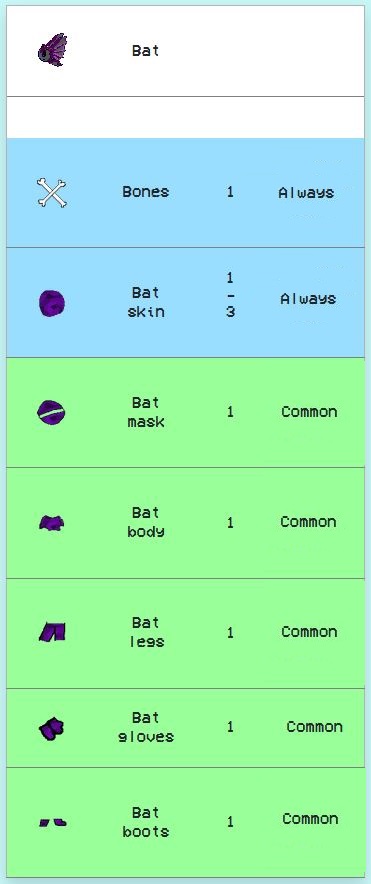 Bat
Bones 1 Always
Bat skin 1 - 3 Always
Bat mask 1 Common
Bat body 1 Common
Bat legs 1 Common
Bat gloves 1 Common
Bat boots 1 Common